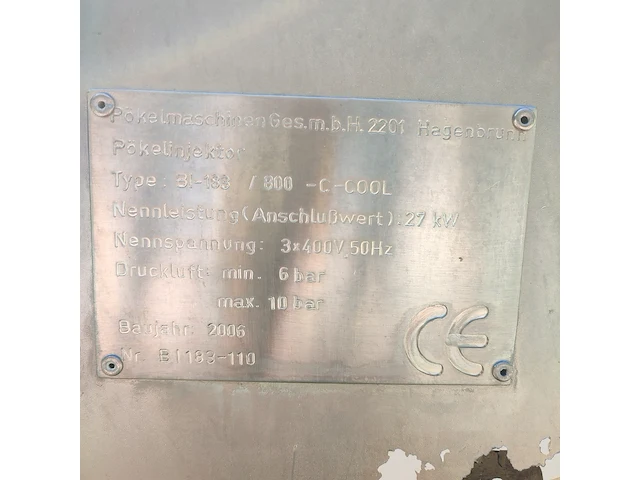 Pökelmaschinen Ges.m.b.H. 2201 Hagenbrunn
Pökelinjektor
Type: BI-183 / 800 -C-COOL
Nennleistung (Anschlußwert): 27 kW
Nennspannung: 3x400V, 50Hz
Druckluft: min. 6 bar
max. 10 bar
Baujahr: 2006
Nr. BI183-110
CE